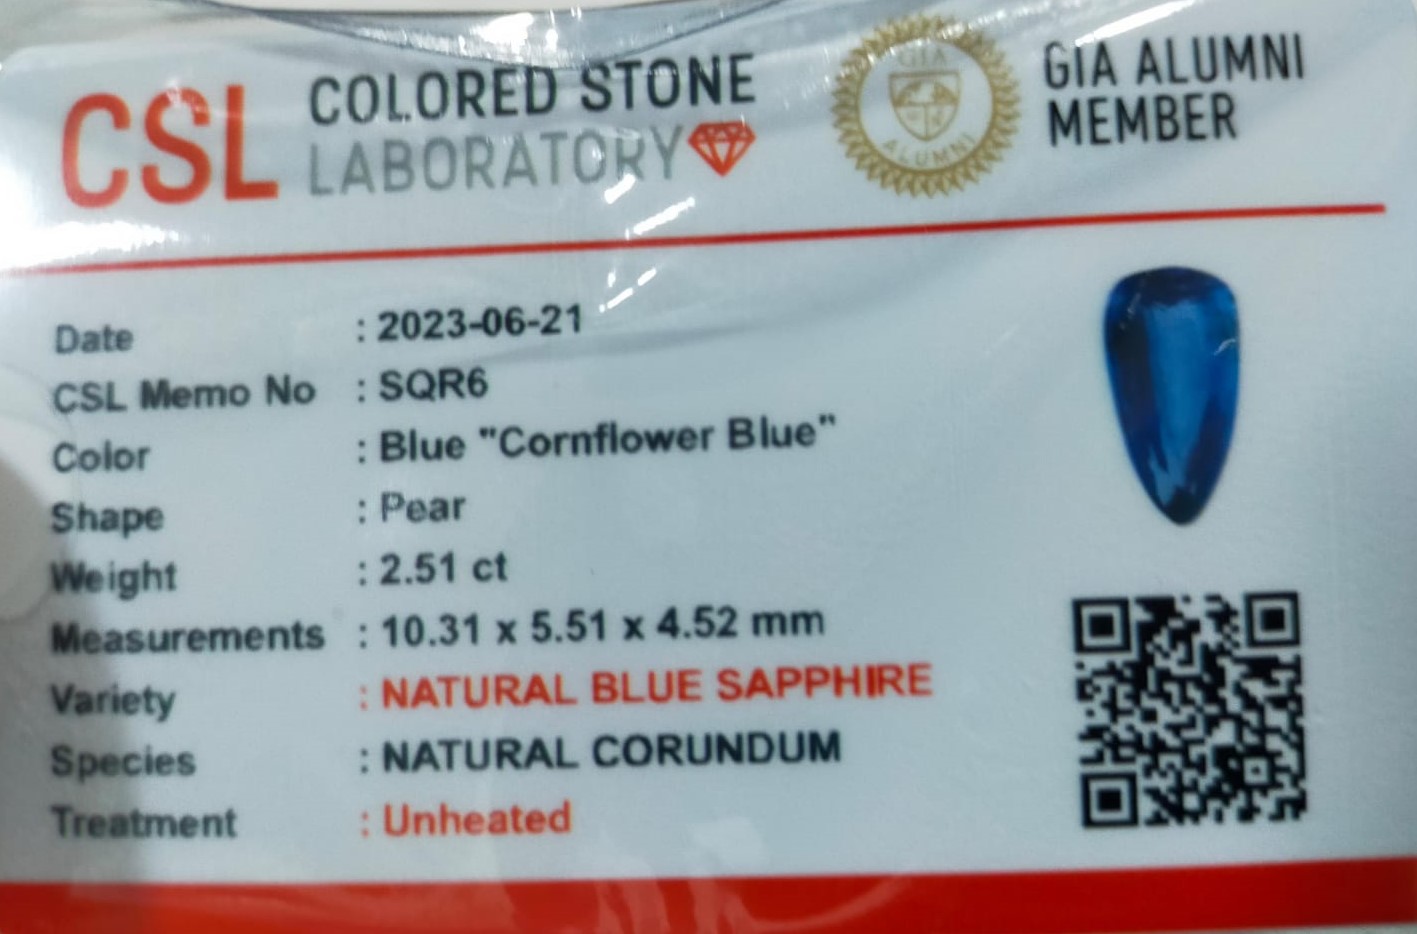 CSL COLORED STONE LABORATORY
GIA ALUMNI
GIA ALUMNI MEMBER
Date : 2023-06-21
CSL Memo No : SQR6
Color : Blue "Cornflower Blue"
Shape : Pear
Weight : 2.51 ct
Measurements : 10.31 x 5.51 x 4.52 mm
Variety : NATURAL BLUE SAPPHIRE
Species : NATURAL CORUNDUM
Treatment : Unheated